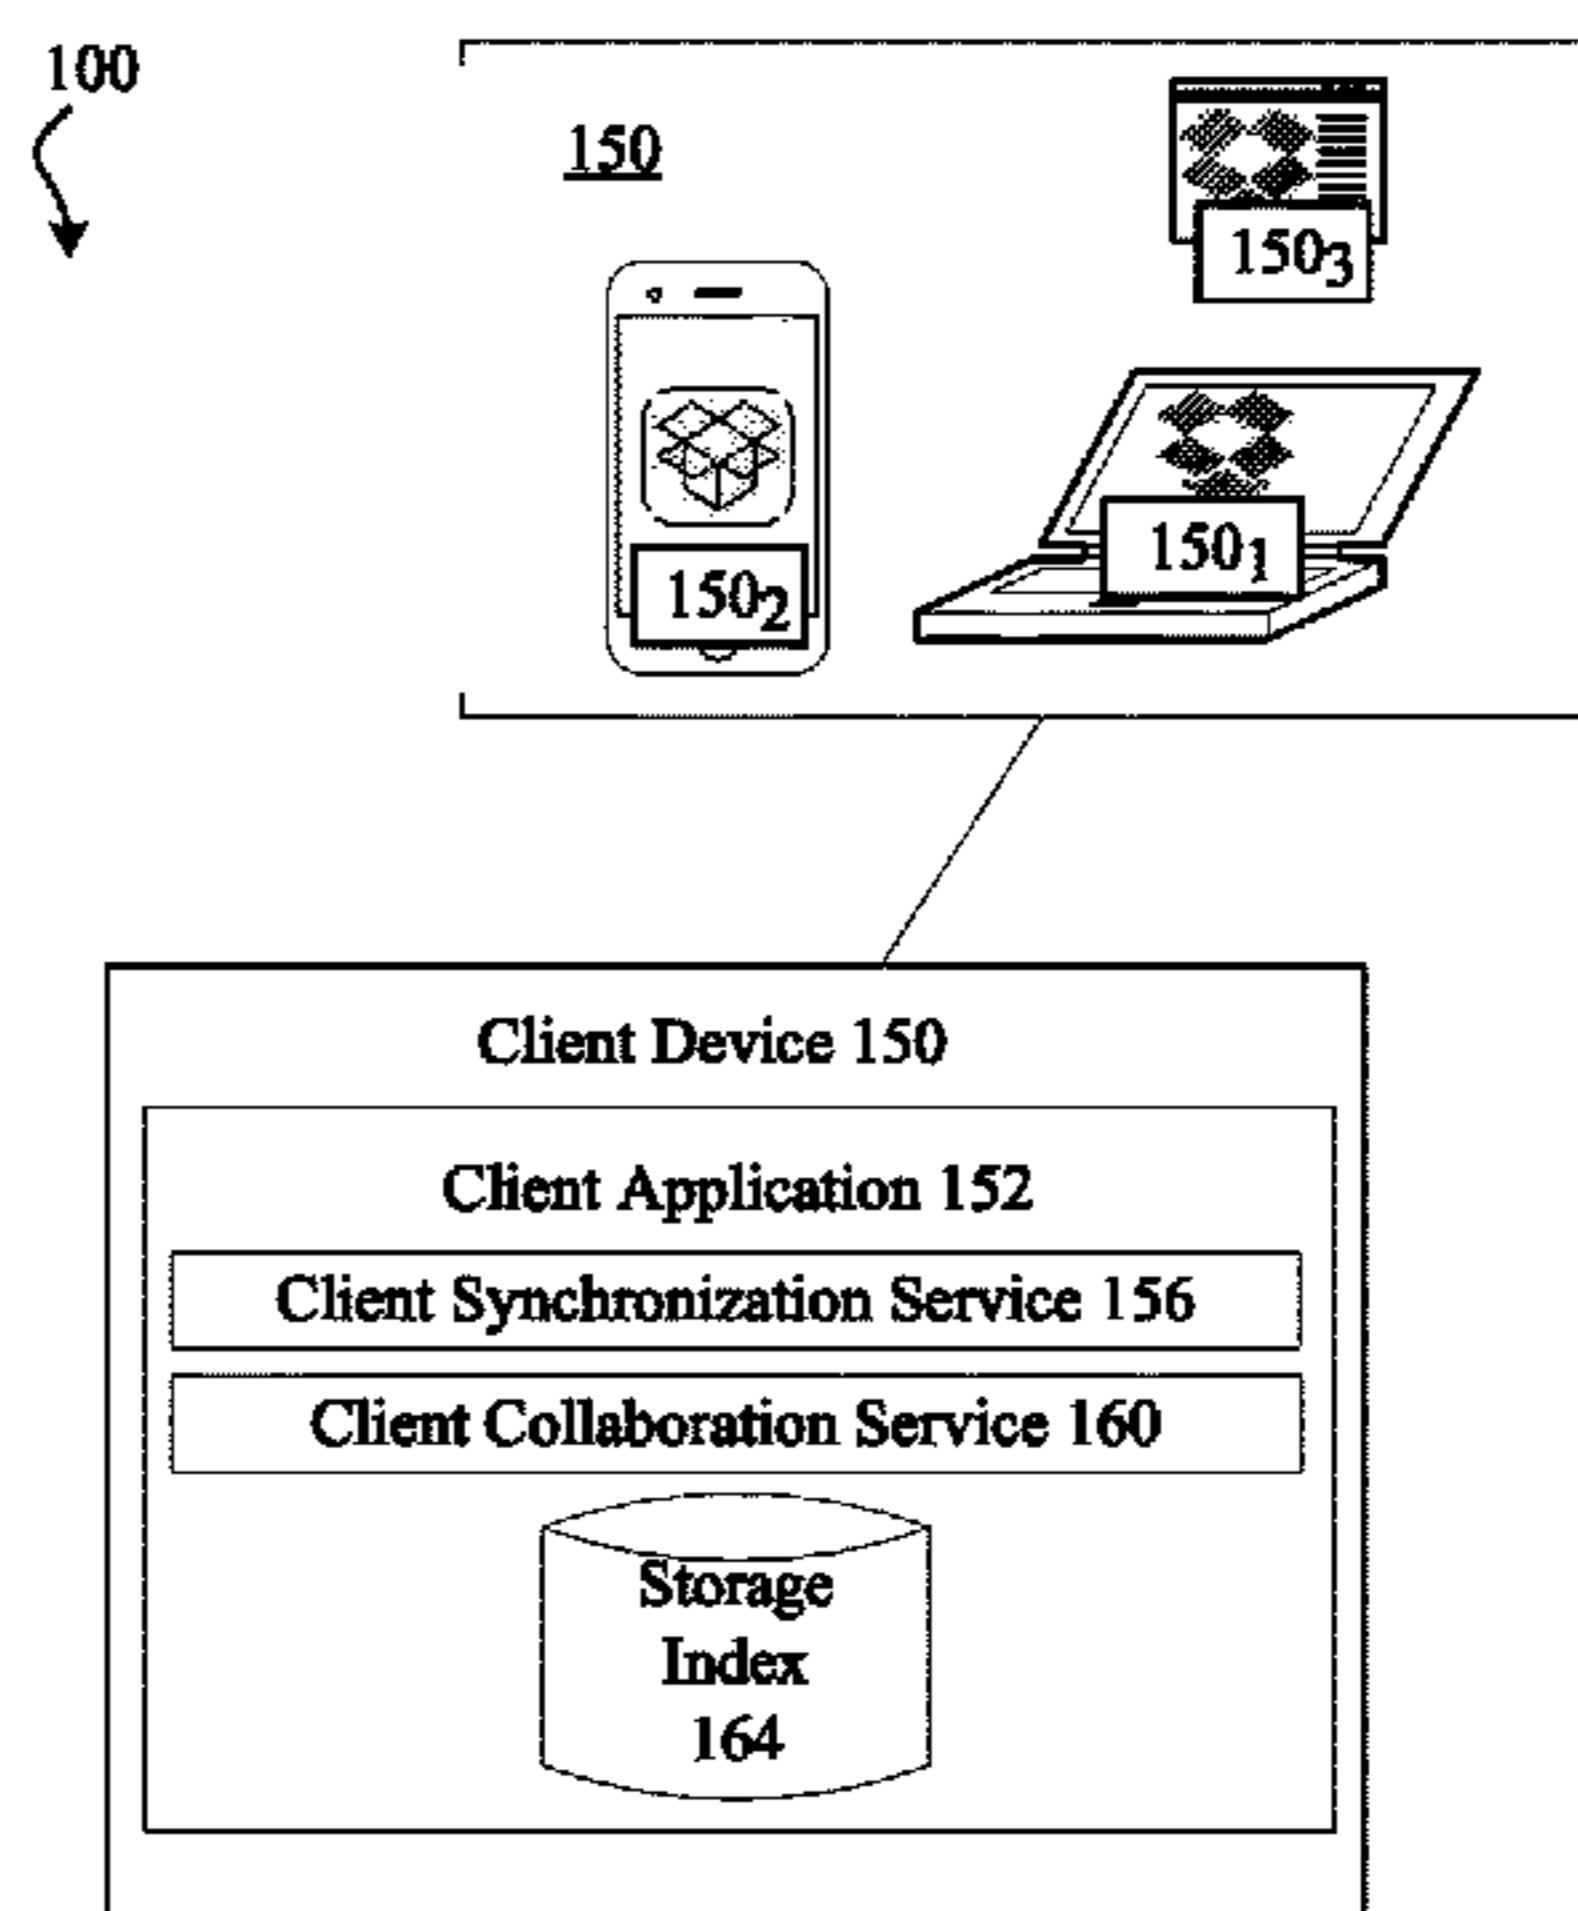 100
150
150₃
150₁
150₂
Client Device 150
Client Application 152
Client Synchronization Service 156
Client Collaboration Service 160
Storage
Index
164